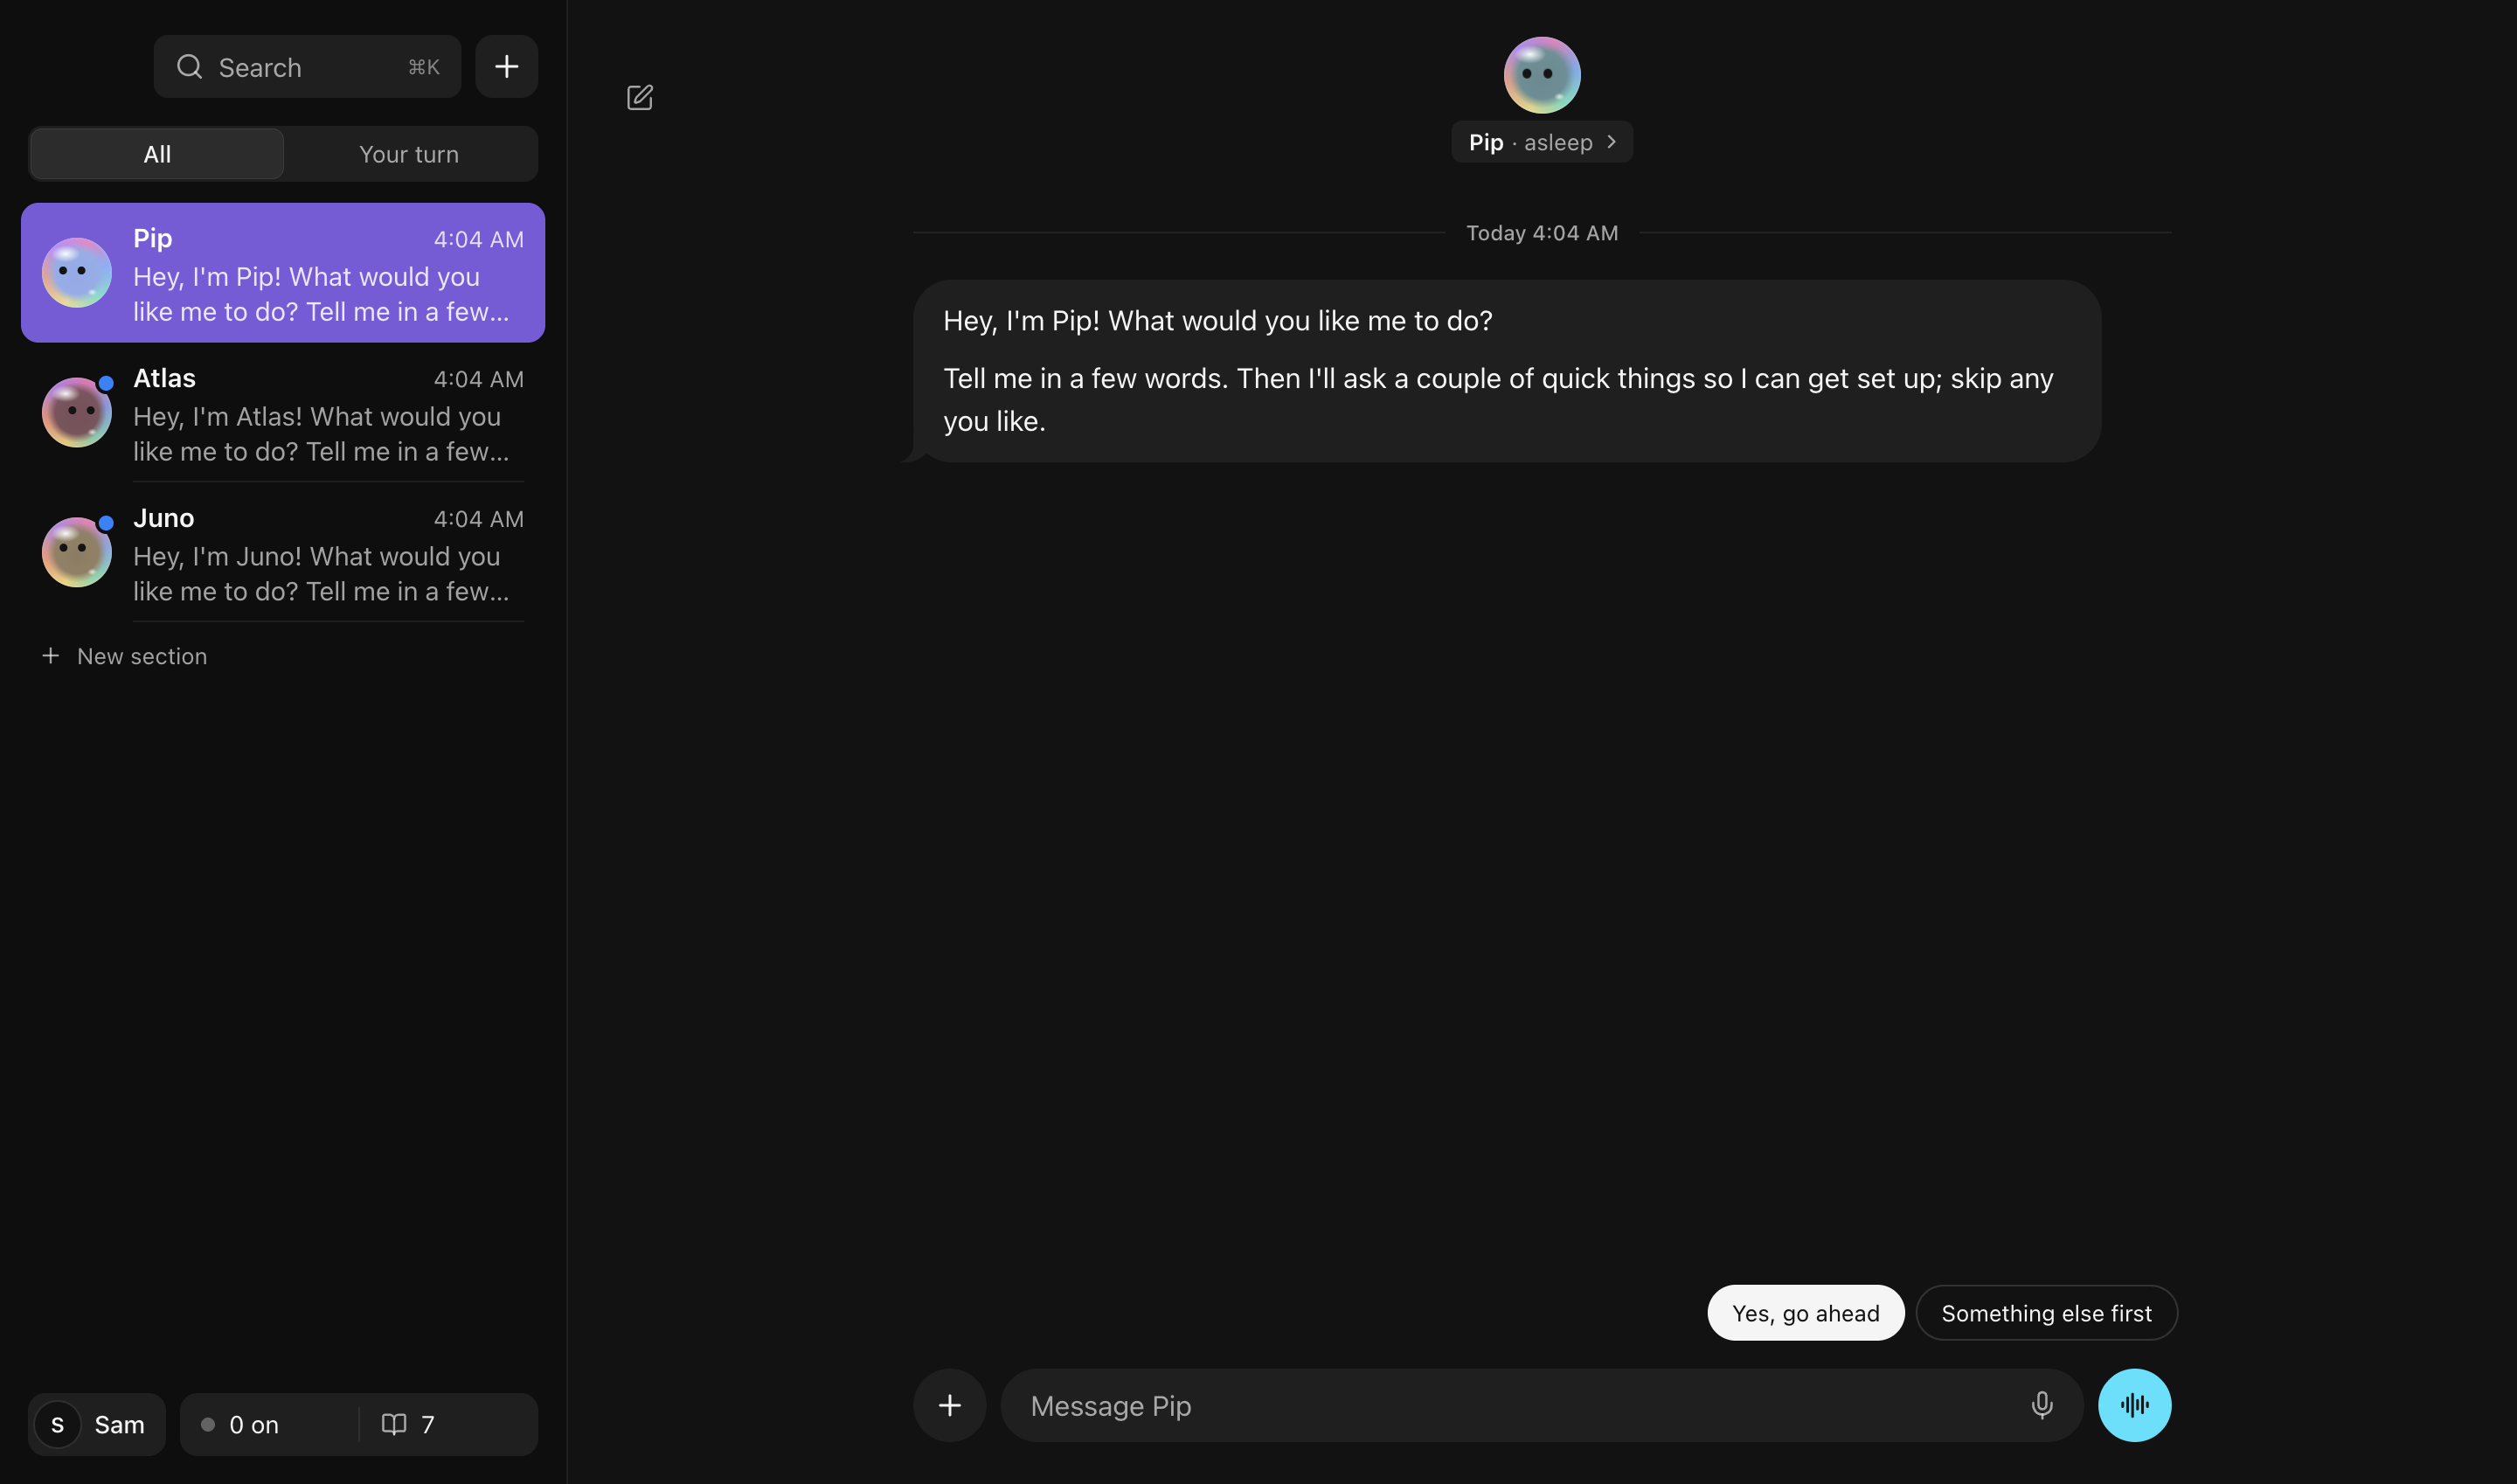 Search ⌘K
All Your turn
Pip 4:04 AM
Hey, I'm Pip! What would you
like me to do? Tell me in a few...
Atlas 4:04 AM
Hey, I'm Atlas! What would you
like me to do? Tell me in a few...
Juno 4:04 AM
Hey, I'm Juno! What would you
like me to do? Tell me in a few...
New section
S Sam 0 on 7
Pip · asleep
Today 4:04 AM
Hey, I'm Pip! What would you like me to do?
Tell me in a few words. Then I'll ask a couple of quick things so I can get set up; skip any
you like.
Yes, go ahead Something else first
Message Pip